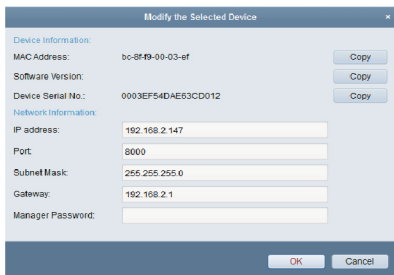 Modify the Selected Device ×
Device Information:
MAC Address: bc-8f-f9-00-03-ef Copy
Software Version: Copy
Device Serial No.: 0003EF54DAE63CD012 Copy
Network Information:
IP address: 192.168.2.147
Port: 8000
Subnet Mask: 255.255.255.0
Gateway: 192.168.2.1
Manager Password:
OK Cancel